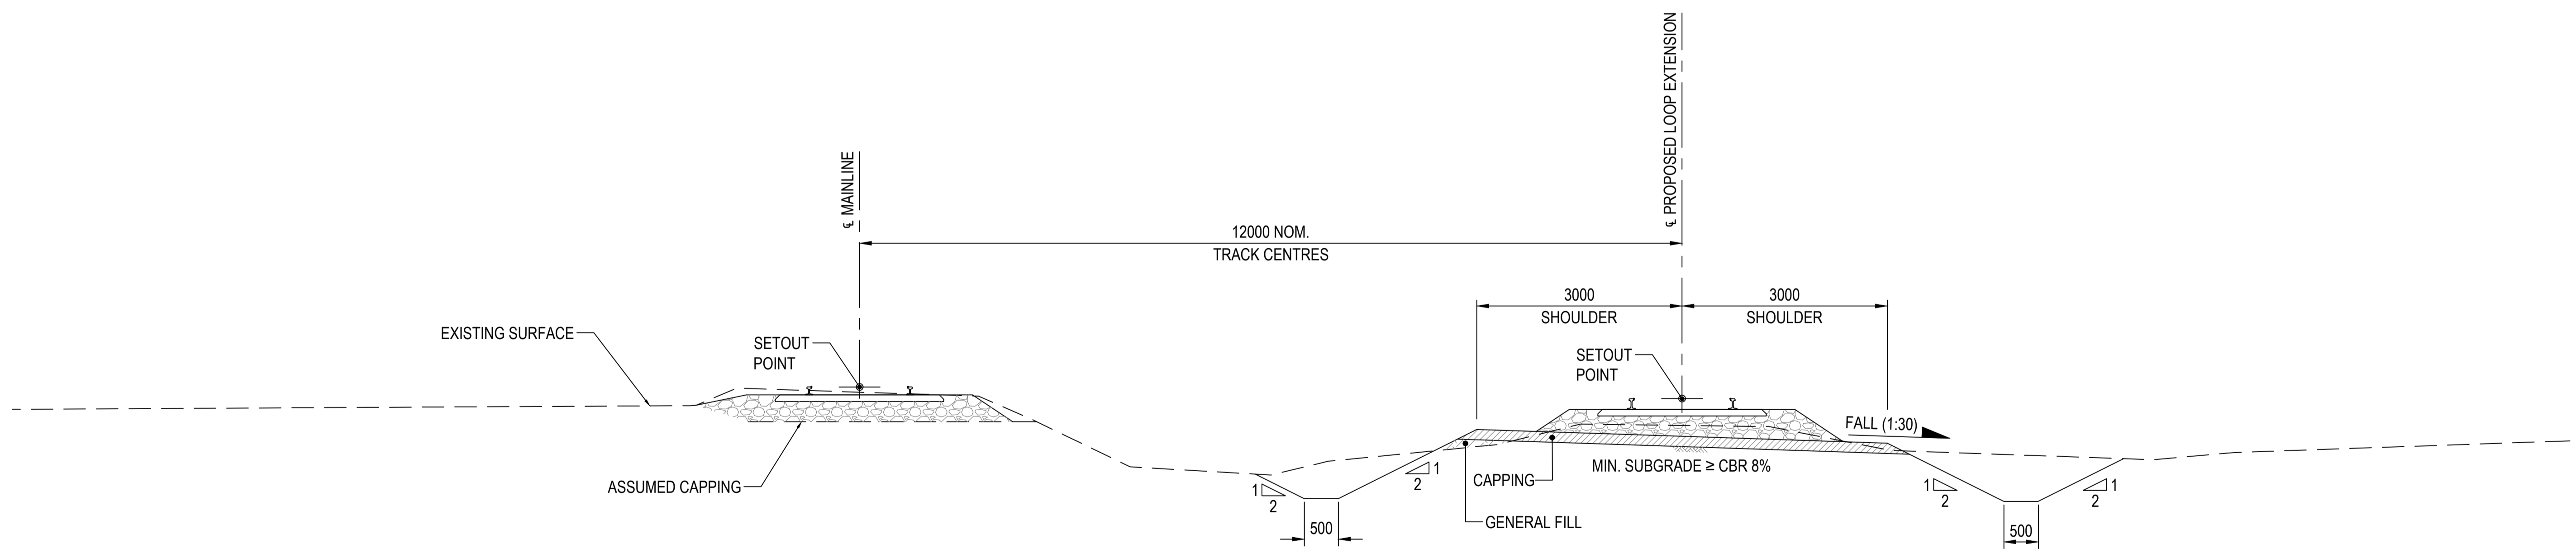 ℄ MAINLINE
℄ PROPOSED LOOP EXTENSION
12000 NOM.
TRACK CENTRES
3000
SHOULDER
3000
SHOULDER
EXISTING SURFACE
SETOUT
POINT
SETOUT
POINT
FALL (1:30)
ASSUMED CAPPING
MIN. SUBGRADE ≥ CBR 8%
CAPPING
GENERAL FILL
1
2
1
2
1
2
1
2
500
500